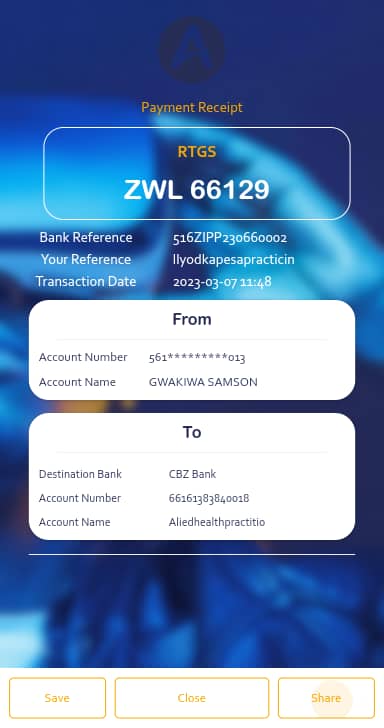 Payment Receipt
RTGS
ZWL 66129
Bank Reference 516ZIPP230660002
Your Reference llyodkapesapracticin
Transaction Date 2023-03-07 11:48
From
Account Number 561*********013
Account Name GWAKIWA SAMSON
To
Destination Bank CBZ Bank
Account Number 66161383840018
Account Name Aliedhealthpractitio
Save Close Share